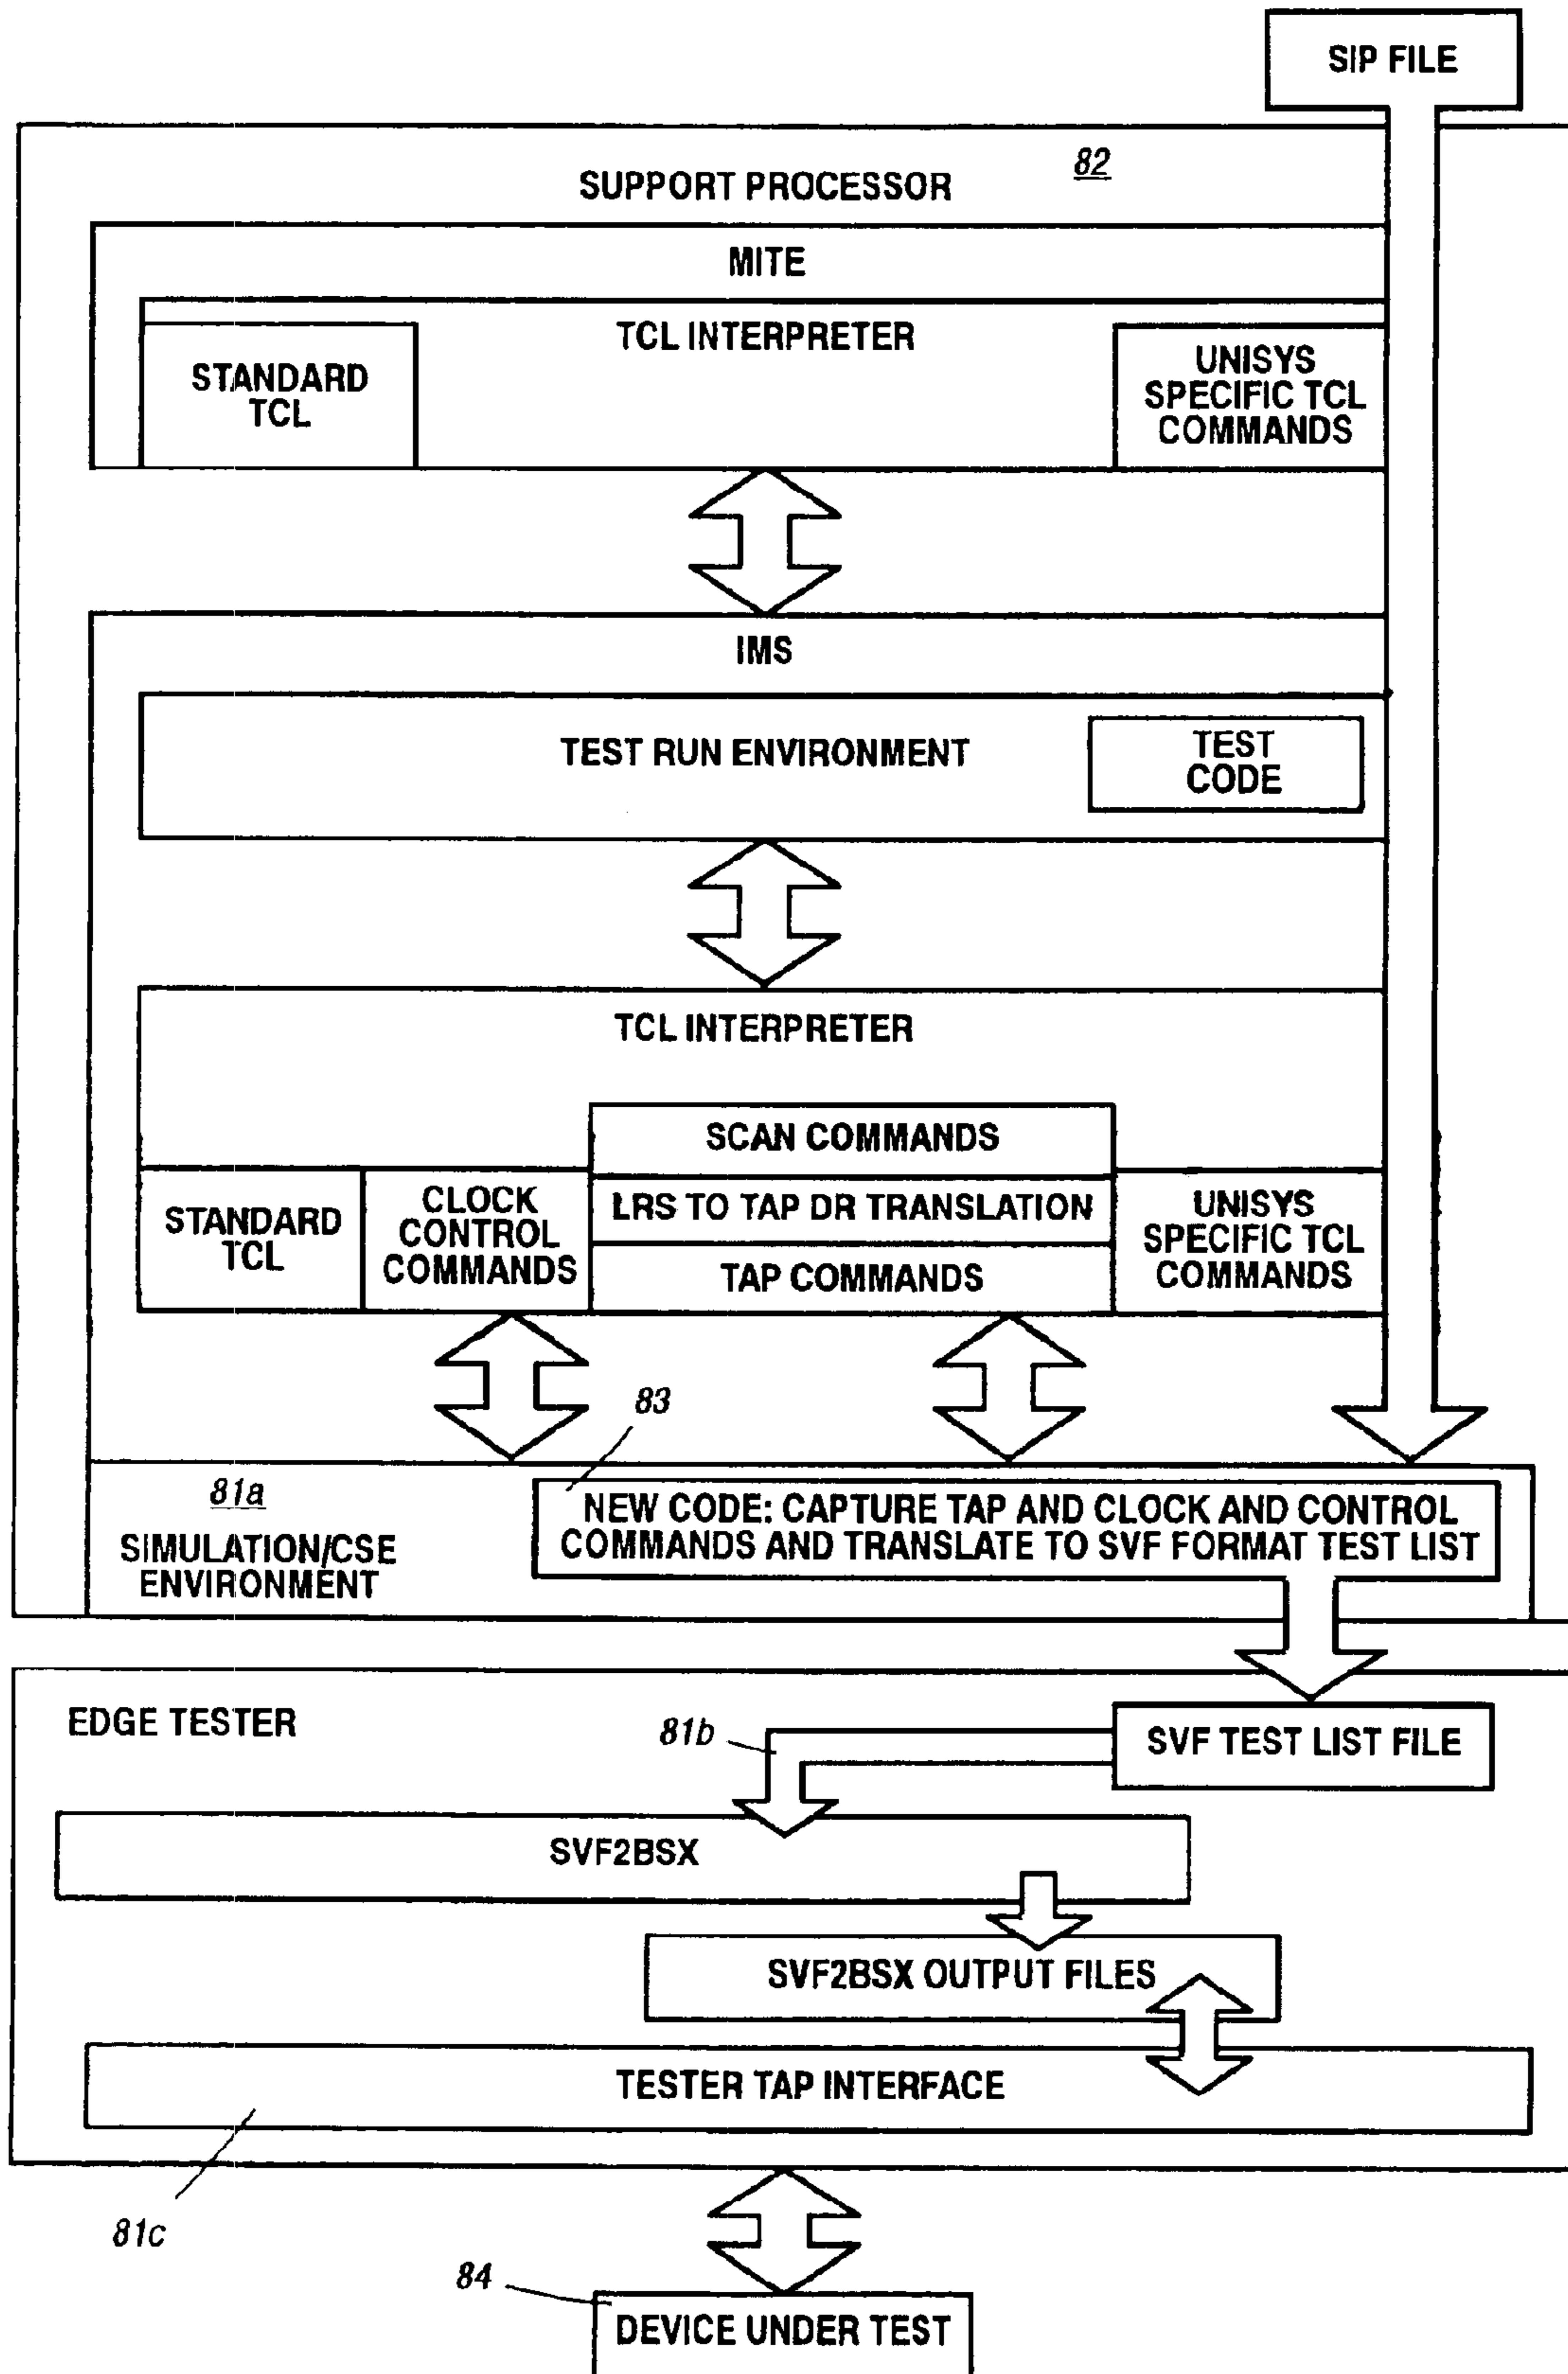 SIP FILE
82
SUPPORT PROCESSOR
MITE
TCL INTERPRETER
STANDARD
TCL
UNISYS
SPECIFIC TCL
COMMANDS
IMS
TEST RUN ENVIRONMENT
TEST
CODE
TCL INTERPRETER
SCAN COMMANDS
LRS TO TAP DR TRANSLATION
TAP COMMANDS
STANDARD
TCL
CLOCK
CONTROL
COMMANDS
UNISYS
SPECIFIC TCL
COMMANDS
83
81a
SIMULATION/CSE
ENVIRONMENT
NEW CODE: CAPTURE TAP AND CLOCK AND CONTROL
COMMANDS AND TRANSLATE TO SVF FORMAT TEST LIST
EDGE TESTER
81b
SVF TEST LIST FILE
SVF2BSX
SVF2BSX OUTPUT FILES
TESTER TAP INTERFACE
81c
84
DEVICE UNDER TEST